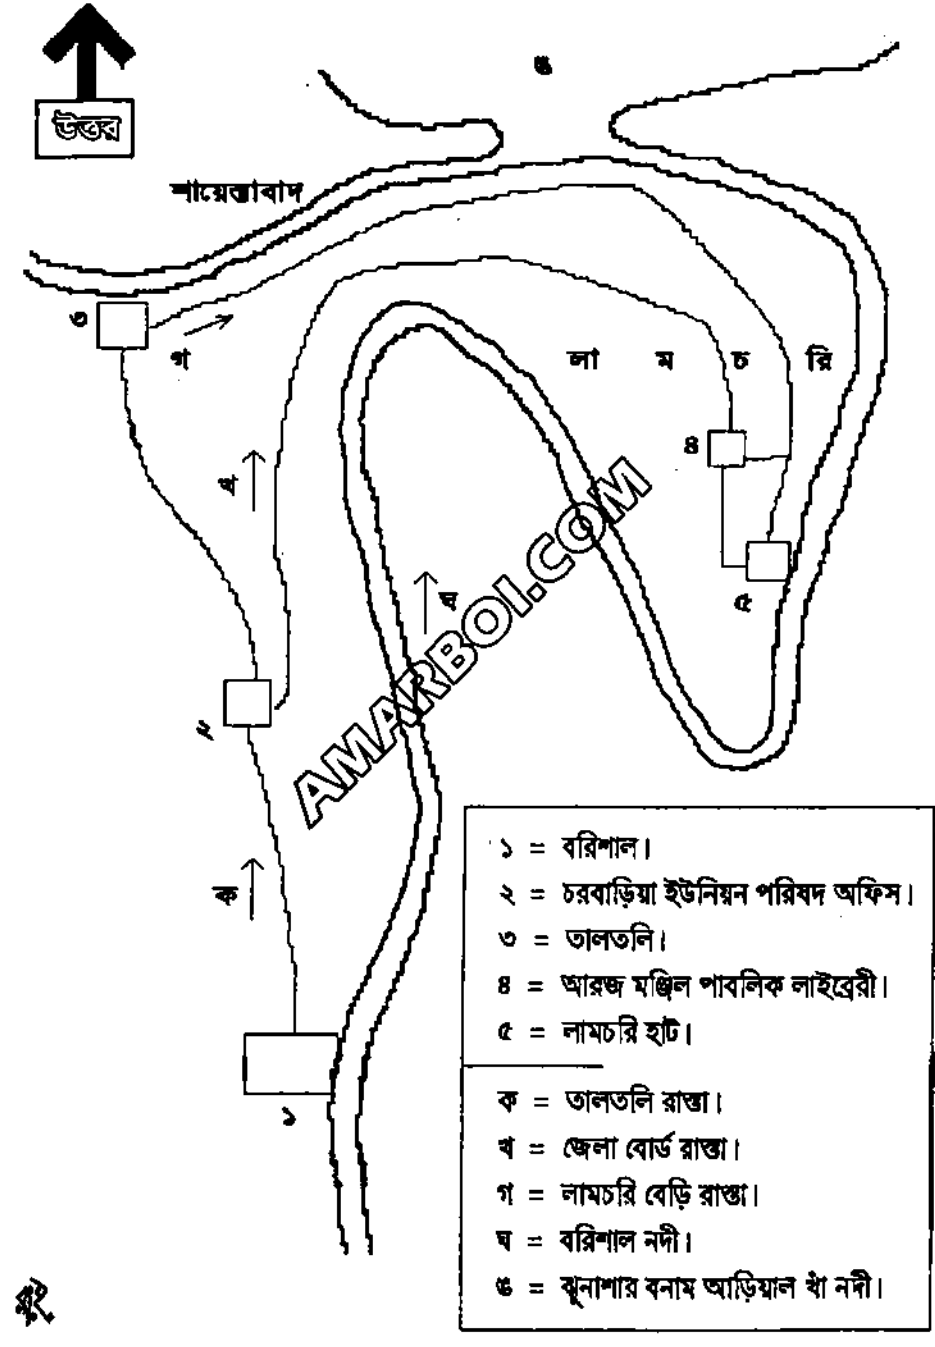 উত্তর
ঙ
শায়েস্তাবাদ
৩
গ
লা ম চ রি
৪
খ
ঘ
৫
২
AMARBOI.COM
ক
১
১ = বরিশাল।
২ = চরবাড়িয়া ইউনিয়ন পরিষদ অফিস।
৩ = তালতলি।
৪ = আরজ মঞ্জিল পাবলিক লাইব্রেরী।
৫ = লামচরি হাট।
ক = তালতলি রাস্তা।
খ = জেলা বোর্ড রাস্তা।
গ = লামচরি বেড়ি রাস্তা।
ঘ = বরিশাল নদী।
ঙ = ঝুনাশার বনাম আড়িয়াল খাঁ নদী।